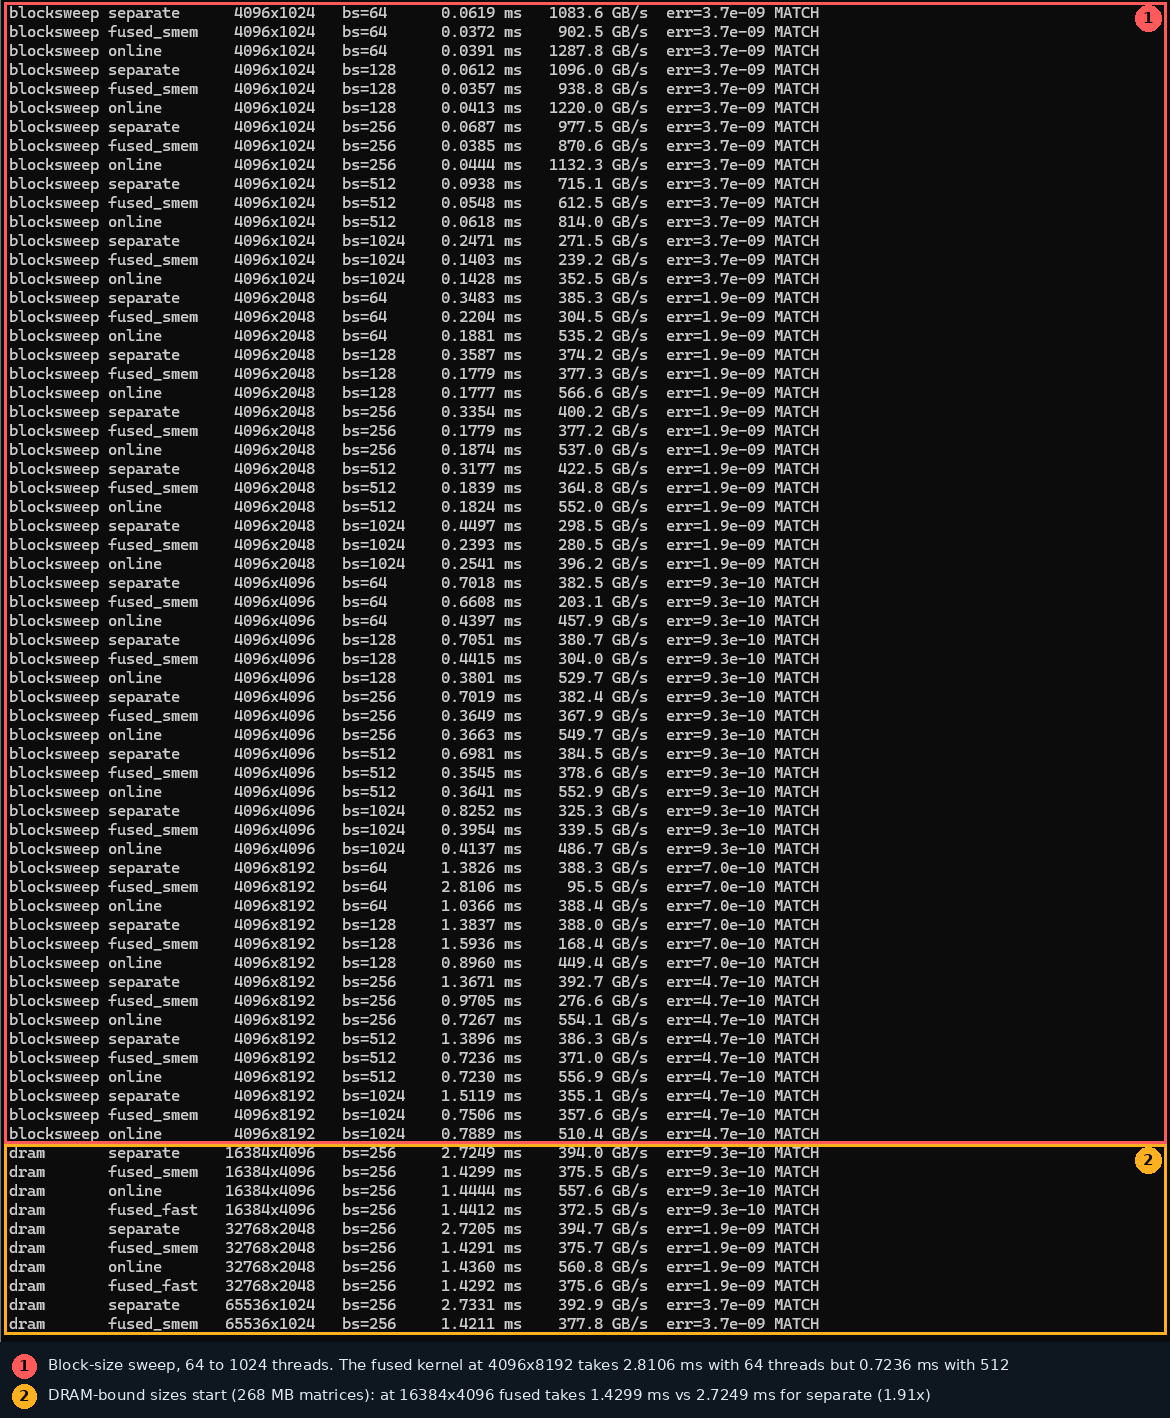 blocksweep separate 4096x1024 bs=64 0.0619 ms 1083.6 GB/s err=3.7e-09 MATCH
1
blocksweep fused_smem 4096x1024 bs=64 0.0372 ms 902.5 GB/s err=3.7e-09 MATCH
blocksweep online 4096x1024 bs=64 0.0391 ms 1287.8 GB/s err=3.7e-09 MATCH
blocksweep separate 4096x1024 bs=128 0.0612 ms 1096.0 GB/s err=3.7e-09 MATCH
blocksweep fused_smem 4096x1024 bs=128 0.0357 ms 938.8 GB/s err=3.7e-09 MATCH
blocksweep online 4096x1024 bs=128 0.0413 ms 1220.0 GB/s err=3.7e-09 MATCH
blocksweep separate 4096x1024 bs=256 0.0687 ms 977.5 GB/s err=3.7e-09 MATCH
blocksweep fused_smem 4096x1024 bs=256 0.0385 ms 870.6 GB/s err=3.7e-09 MATCH
blocksweep online 4096x1024 bs=256 0.0444 ms 1132.3 GB/s err=3.7e-09 MATCH
blocksweep separate 4096x1024 bs=512 0.0938 ms 715.1 GB/s err=3.7e-09 MATCH
blocksweep fused_smem 4096x1024 bs=512 0.0548 ms 612.5 GB/s err=3.7e-09 MATCH
blocksweep online 4096x1024 bs=512 0.0618 ms 814.0 GB/s err=3.7e-09 MATCH
blocksweep separate 4096x1024 bs=1024 0.2471 ms 271.5 GB/s err=3.7e-09 MATCH
blocksweep fused_smem 4096x1024 bs=1024 0.1403 ms 239.2 GB/s err=3.7e-09 MATCH
blocksweep online 4096x1024 bs=1024 0.1428 ms 352.5 GB/s err=3.7e-09 MATCH
blocksweep separate 4096x2048 bs=64 0.3483 ms 385.3 GB/s err=1.9e-09 MATCH
blocksweep fused_smem 4096x2048 bs=64 0.2204 ms 304.5 GB/s err=1.9e-09 MATCH
blocksweep online 4096x2048 bs=64 0.1881 ms 535.2 GB/s err=1.9e-09 MATCH
blocksweep separate 4096x2048 bs=128 0.3587 ms 374.2 GB/s err=1.9e-09 MATCH
blocksweep fused_smem 4096x2048 bs=128 0.1779 ms 377.3 GB/s err=1.9e-09 MATCH
blocksweep online 4096x2048 bs=128 0.1777 ms 566.6 GB/s err=1.9e-09 MATCH
blocksweep separate 4096x2048 bs=256 0.3354 ms 400.2 GB/s err=1.9e-09 MATCH
blocksweep fused_smem 4096x2048 bs=256 0.1779 ms 377.2 GB/s err=1.9e-09 MATCH
blocksweep online 4096x2048 bs=256 0.1874 ms 537.0 GB/s err=1.9e-09 MATCH
blocksweep separate 4096x2048 bs=512 0.3177 ms 422.5 GB/s err=1.9e-09 MATCH
blocksweep fused_smem 4096x2048 bs=512 0.1839 ms 364.8 GB/s err=1.9e-09 MATCH
blocksweep online 4096x2048 bs=512 0.1824 ms 552.0 GB/s err=1.9e-09 MATCH
blocksweep separate 4096x2048 bs=1024 0.4497 ms 298.5 GB/s err=1.9e-09 MATCH
blocksweep fused_smem 4096x2048 bs=1024 0.2393 ms 280.5 GB/s err=1.9e-09 MATCH
blocksweep online 4096x2048 bs=1024 0.2541 ms 396.2 GB/s err=1.9e-09 MATCH
blocksweep separate 4096x4096 bs=64 0.7018 ms 382.5 GB/s err=9.3e-10 MATCH
blocksweep fused_smem 4096x4096 bs=64 0.6608 ms 203.1 GB/s err=9.3e-10 MATCH
blocksweep online 4096x4096 bs=64 0.4397 ms 457.9 GB/s err=9.3e-10 MATCH
blocksweep separate 4096x4096 bs=128 0.7051 ms 380.7 GB/s err=9.3e-10 MATCH
blocksweep fused_smem 4096x4096 bs=128 0.4415 ms 304.0 GB/s err=9.3e-10 MATCH
blocksweep online 4096x4096 bs=128 0.3801 ms 529.7 GB/s err=9.3e-10 MATCH
blocksweep separate 4096x4096 bs=256 0.7019 ms 382.4 GB/s err=9.3e-10 MATCH
blocksweep fused_smem 4096x4096 bs=256 0.3649 ms 367.9 GB/s err=9.3e-10 MATCH
blocksweep online 4096x4096 bs=256 0.3663 ms 549.7 GB/s err=9.3e-10 MATCH
blocksweep separate 4096x4096 bs=512 0.6981 ms 384.5 GB/s err=9.3e-10 MATCH
blocksweep fused_smem 4096x4096 bs=512 0.3545 ms 378.6 GB/s err=9.3e-10 MATCH
blocksweep online 4096x4096 bs=512 0.3641 ms 552.9 GB/s err=9.3e-10 MATCH
blocksweep separate 4096x4096 bs=1024 0.8252 ms 325.3 GB/s err=9.3e-10 MATCH
blocksweep fused_smem 4096x4096 bs=1024 0.3954 ms 339.5 GB/s err=9.3e-10 MATCH
blocksweep online 4096x4096 bs=1024 0.4137 ms 486.7 GB/s err=9.3e-10 MATCH
blocksweep separate 4096x8192 bs=64 1.3826 ms 388.3 GB/s err=7.0e-10 MATCH
blocksweep fused_smem 4096x8192 bs=64 2.8106 ms 95.5 GB/s err=7.0e-10 MATCH
blocksweep online 4096x8192 bs=64 1.0366 ms 388.4 GB/s err=7.0e-10 MATCH
blocksweep separate 4096x8192 bs=128 1.3837 ms 388.0 GB/s err=7.0e-10 MATCH
blocksweep fused_smem 4096x8192 bs=128 1.5936 ms 168.4 GB/s err=7.0e-10 MATCH
blocksweep online 4096x8192 bs=128 0.8960 ms 449.4 GB/s err=7.0e-10 MATCH
blocksweep separate 4096x8192 bs=256 1.3671 ms 392.7 GB/s err=4.7e-10 MATCH
blocksweep fused_smem 4096x8192 bs=256 0.9705 ms 276.6 GB/s err=4.7e-10 MATCH
blocksweep online 4096x8192 bs=256 0.7267 ms 554.1 GB/s err=4.7e-10 MATCH
blocksweep separate 4096x8192 bs=512 1.3896 ms 386.3 GB/s err=4.7e-10 MATCH
blocksweep fused_smem 4096x8192 bs=512 0.7236 ms 371.0 GB/s err=4.7e-10 MATCH
blocksweep online 4096x8192 bs=512 0.7230 ms 556.9 GB/s err=4.7e-10 MATCH
blocksweep separate 4096x8192 bs=1024 1.5119 ms 355.1 GB/s err=4.7e-10 MATCH
blocksweep fused_smem 4096x8192 bs=1024 0.7506 ms 357.6 GB/s err=4.7e-10 MATCH
blocksweep online 4096x8192 bs=1024 0.7889 ms 510.4 GB/s err=4.7e-10 MATCH
dram separate 16384x4096 bs=256 2.7249 ms 394.0 GB/s err=9.3e-10 MATCH
2
dram fused_smem 16384x4096 bs=256 1.4299 ms 375.5 GB/s err=9.3e-10 MATCH
dram online 16384x4096 bs=256 1.4444 ms 557.6 GB/s err=9.3e-10 MATCH
dram fused_fast 16384x4096 bs=256 1.4412 ms 372.5 GB/s err=9.3e-10 MATCH
dram separate 32768x2048 bs=256 2.7205 ms 394.7 GB/s err=1.9e-09 MATCH
dram fused_smem 32768x2048 bs=256 1.4291 ms 375.7 GB/s err=1.9e-09 MATCH
dram online 32768x2048 bs=256 1.4360 ms 560.8 GB/s err=1.9e-09 MATCH
dram fused_fast 32768x2048 bs=256 1.4292 ms 375.6 GB/s err=1.9e-09 MATCH
dram separate 65536x1024 bs=256 2.7331 ms 392.9 GB/s err=3.7e-09 MATCH
dram fused_smem 65536x1024 bs=256 1.4211 ms 377.8 GB/s err=3.7e-09 MATCH
1 Block-size sweep, 64 to 1024 threads. The fused kernel at 4096x8192 takes 2.8106 ms with 64 threads but 0.7236 ms with 512
2 DRAM-bound sizes start (268 MB matrices): at 16384x4096 fused takes 1.4299 ms vs 2.7249 ms for separate (1.91x)